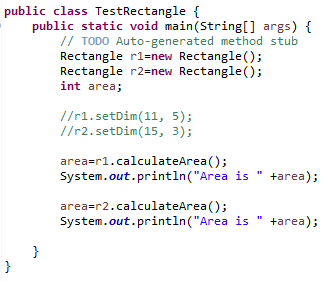 public class TestRectangle {
public static void main(String[] args) {
// TODO Auto-generated method stub
Rectangle r1=new Rectangle();
Rectangle r2=new Rectangle();
int area;
//r1.setDim(11, 5);
//r2.setDim(15, 3);
area=r1.calculateArea();
System.out.println("Area is " +area);
area=r2.calculateArea();
System.out.println("Area is " +area);
}
}